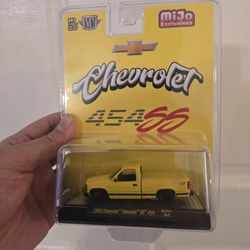 M2
MiJo
Exclusives
Chevrolet
454SS
1993 Chevrolet Cheyenne SS 454